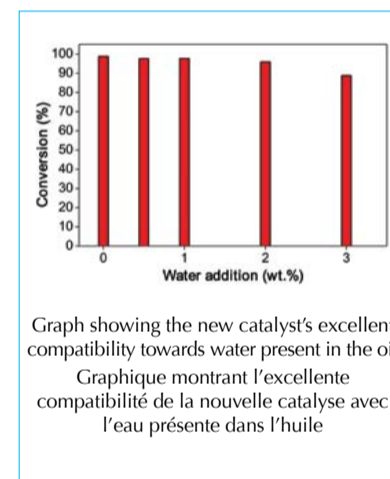 100
90
80
70
60
50
40
30
20
10
0
Conversion (%)
0 1 2 3
Water addition (wt.%)
Graph showing the new catalyst's
compatibility towards water present in the
Graphique montrant l'excellente
compatibilité de la nouvelle catalyse avec
l'eau présente dans l'huile